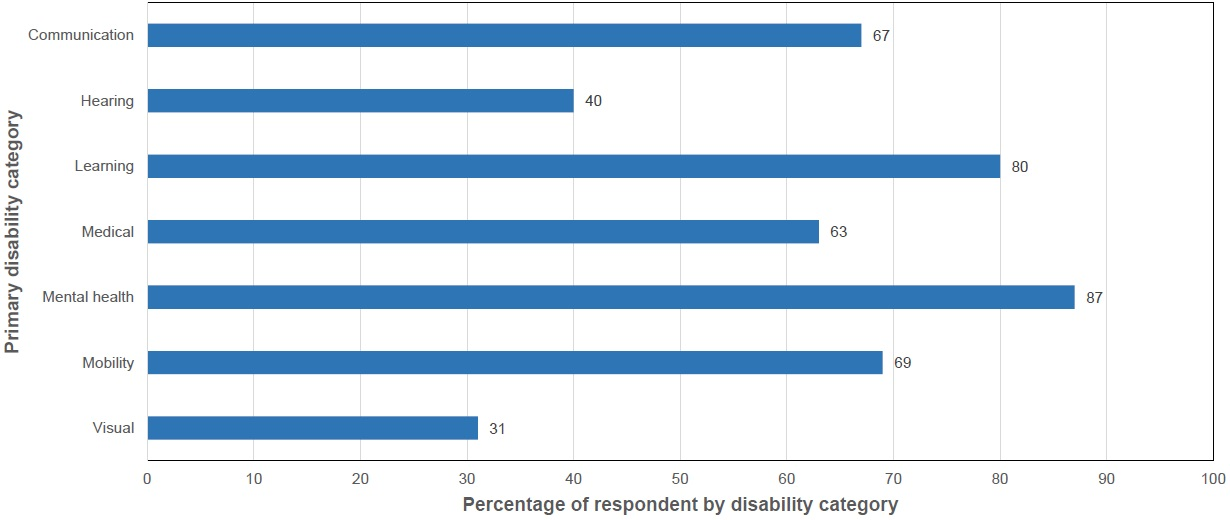 Primary disability category
Communication 67
Hearing 40
Learning 80
Medical 63
Mental health 87
Mobility 69
Visual 31
0 10 20 30 40 50 60 70 80 90 100
Percentage of respondent by disability category